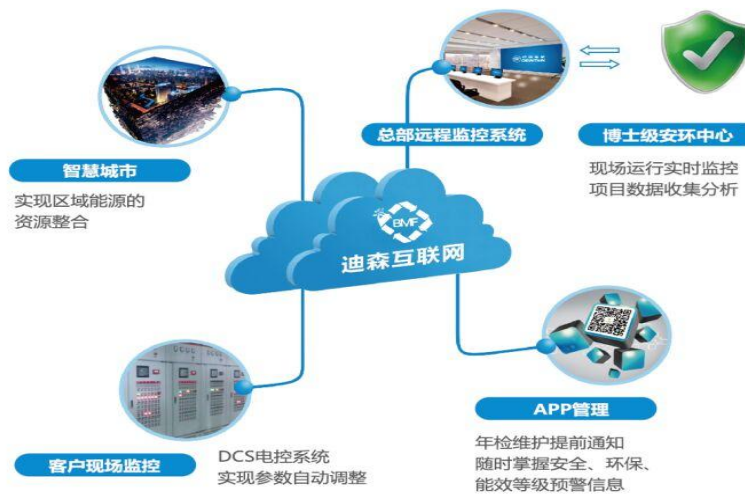 总部远程监控系统
博士级安环中心
现场运行实时监控
项目数据收集分析
智慧城市
实现区域能源的
资源整合
BMF
迪森互联网
APP管理
年检维护提前通知
随时掌握安全、环保、
能效等级预警信息
客户现场监控
DCS电控系统
实现参数自动调整